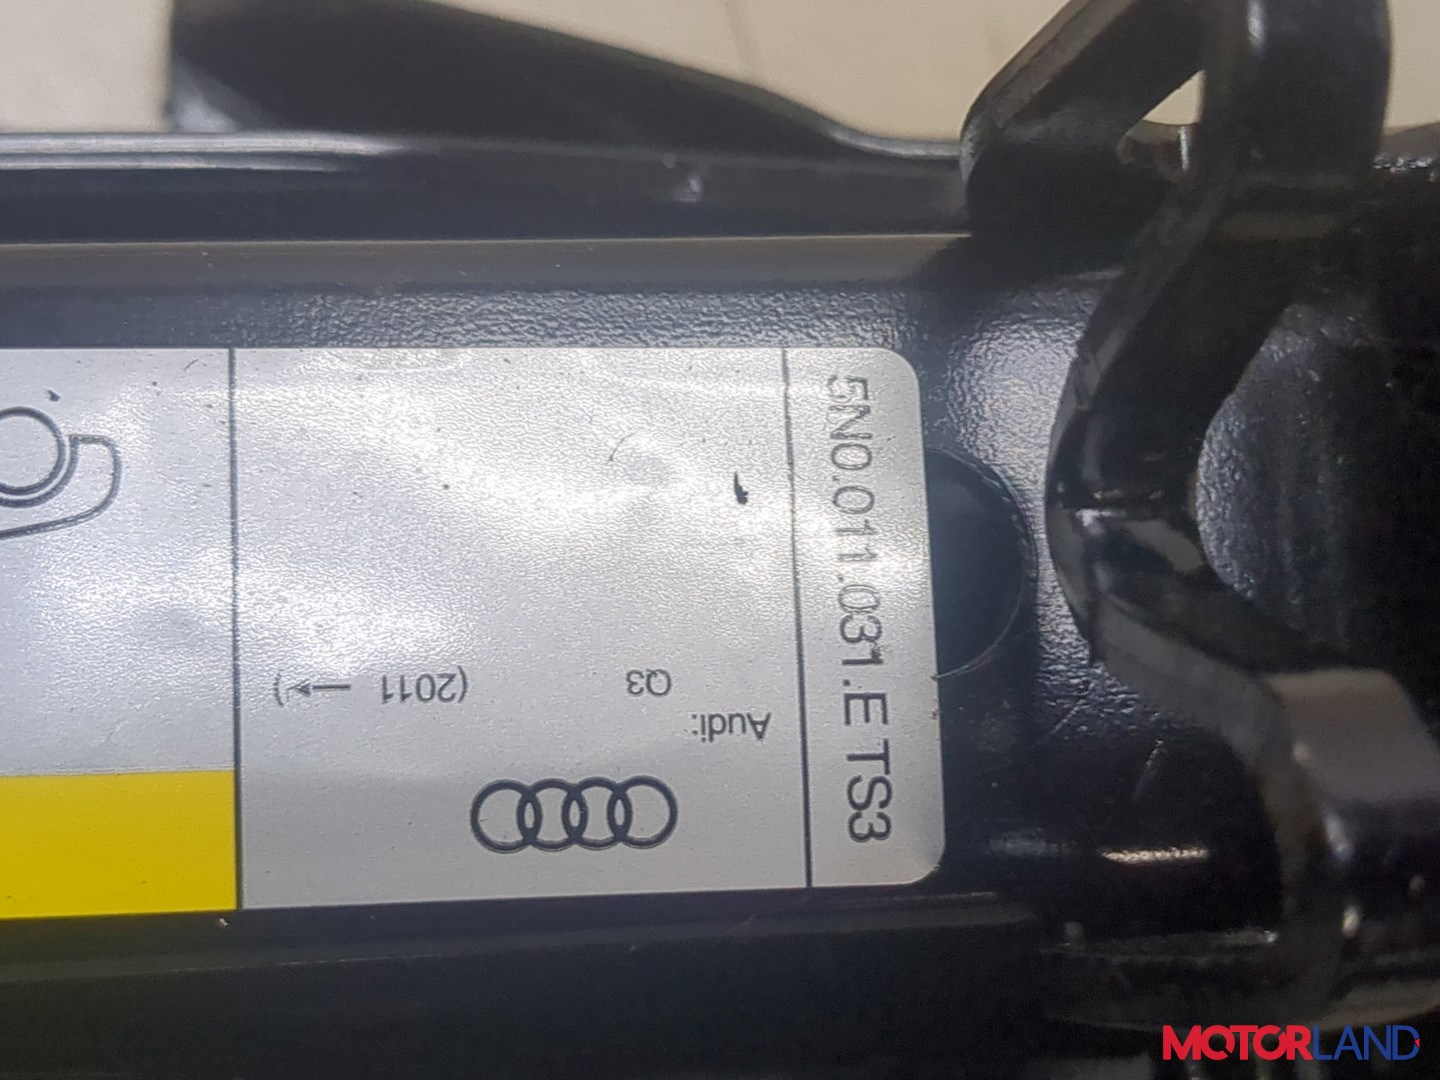 5N0.011.031.E TS3
Audi:
Q3
(2011 → )
MOTORLAND